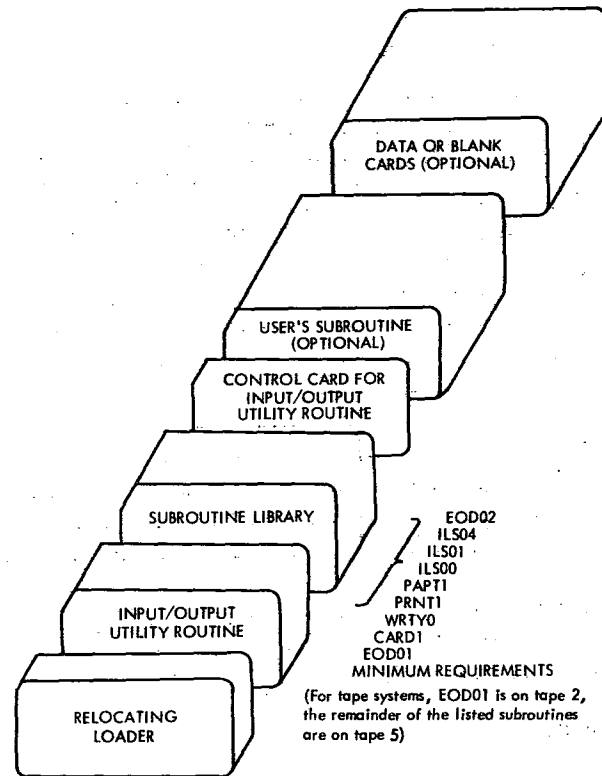 DATA OR BLANK
CARDS (OPTIONAL)
USER'S SUBROUTINE
(OPTIONAL)
CONTROL CARD FOR
INPUT/OUTPUT
UTILITY ROUTINE
SUBROUTINE LIBRARY
EOD02
ILS04
ILS01
ILS00
PAPT1
PRNT1
WRTY0
CARD1
EOD01
MINIMUM REQUIREMENTS
(For tape systems, EOD01 is on tape 2,
the remainder of the listed subroutines
are on tape 5)
INPUT/OUTPUT
UTILITY ROUTINE
RELOCATING
LOADER